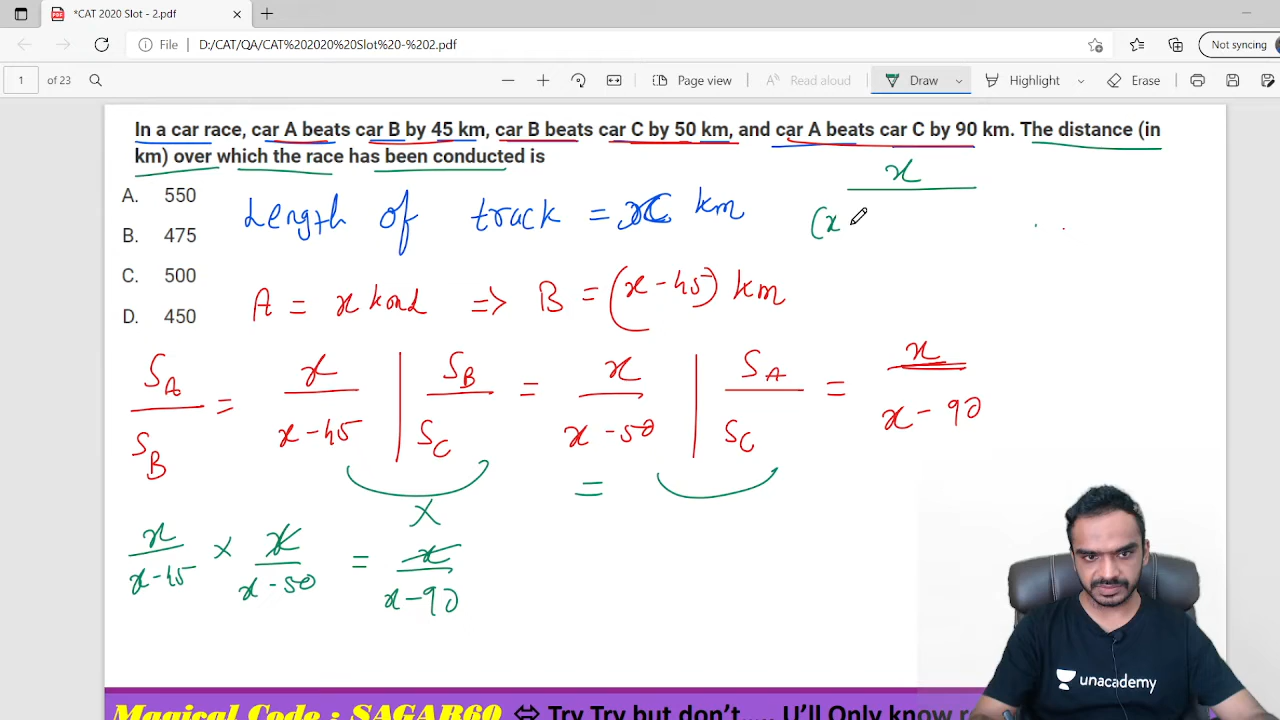 *CAT 2020 Slot - 2.pdf
File D:/CAT/QA/CAT%202020%20Slot%20-%202.pdf Not syncing
1 of 23 Page view Read aloud Draw Highlight Erase
In a car race, car A beats car B by 45 km, car B beats car C by 50 km, and car A beats car C by 90 km. The distance (in
km) over which the race has been conducted is
A. 550
B. 475
C. 500
D. 450
Length of track = x km
x
(x
A = x => B = (x-45) km
S_A / S_B = x / x-45 | S_B / S_C = x / x-50 | S_A / S_C = x / x-90
X =
x / x-45 × x / x-50 = x / x-90
unacademy
Magical Code : SAGAR60 ⇔ Try Try but don't..... U'll Only know